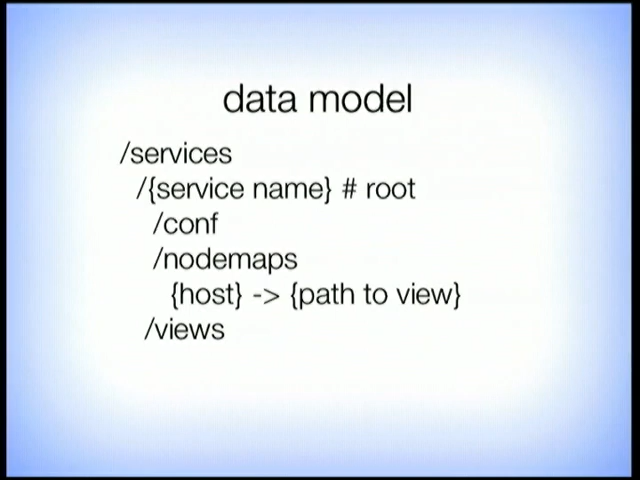 data model
/services
/{service name} # root
/conf
/nodemaps
{host} -> {path to view}
/views